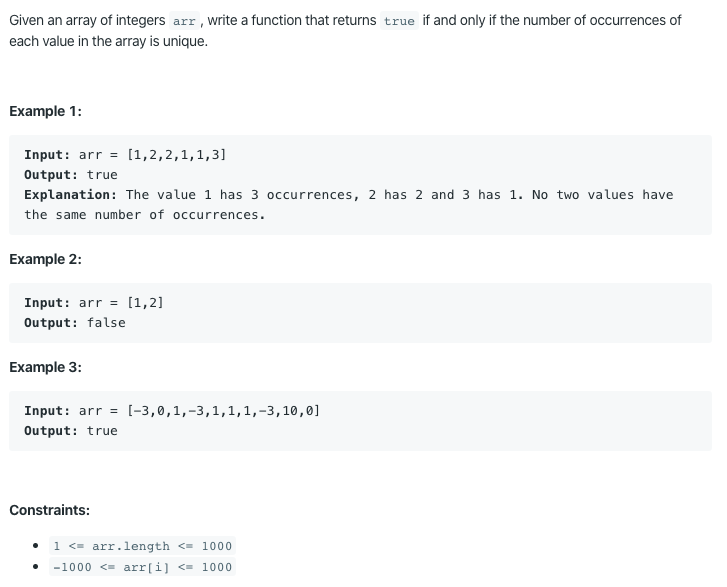 Given an array of integers arr, write a function that returns true if and only if the number of occurrences of
each value in the array is unique.
Example 1:
Input: arr = [1,2,2,1,1,3]
Output: true
Explanation: The value 1 has 3 occurrences, 2 has 2 and 3 has 1. No two values have
the same number of occurrences.
Example 2:
Input: arr = [1,2]
Output: false
Example 3:
Input: arr = [-3,0,1,-3,1,1,1,-3,10,0]
Output: true
Constraints:
• 1 <= arr.length <= 1000
• -1000 <= arr[i] <= 1000